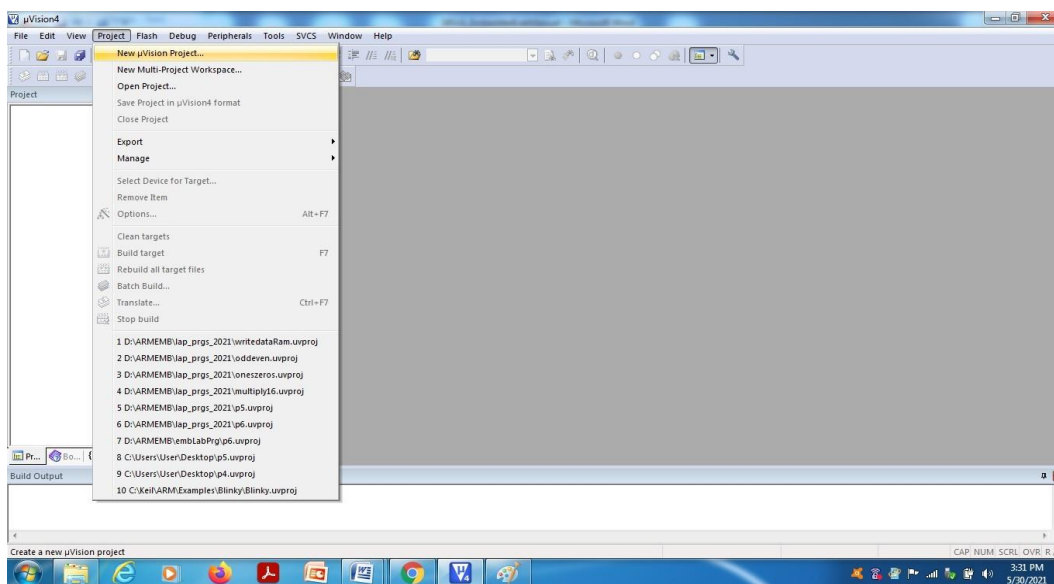 µVision4
File Edit View Project Flash Debug Peripherals Tools SVCS Window Help
New µVision Project...
New Multi-Project Workspace...
Open Project...
Save Project in µVision4 format
Close Project
Export
Manage
Select Device for Target...
Remove Item
Options... Alt+F7
Clean targets
Build target F7
Rebuild all target files
Batch Build...
Translate... Ctrl+F7
Stop build
1 D:\ARMEMB\lap_prgs_2021\writedataRam.uvproj
2 D:\ARMEMB\lap_prgs_2021\oddeven.uvproj
3 D:\ARMEMB\lap_prgs_2021\oneszeros.uvproj
4 D:\ARMEMB\lap_prgs_2021\multiply16.uvproj
5 D:\ARMEMB\lap_prgs_2021\p5.uvproj
6 D:\ARMEMB\lap_prgs_2021\p6.uvproj
7 D:\ARMEMB\embLabPrg\p6.uvproj
8 C:\Users\User\Desktop\p5.uvproj
9 C:\Users\User\Desktop\p4.uvproj
10 C:\Keil\ARM\Examples\Blinky\Blinky.uvproj
Project
Pr... Bo... {
Build Output
Create a new µVision project
CAP NUM SCRL OVR R
3:31 PM
5/30/2021